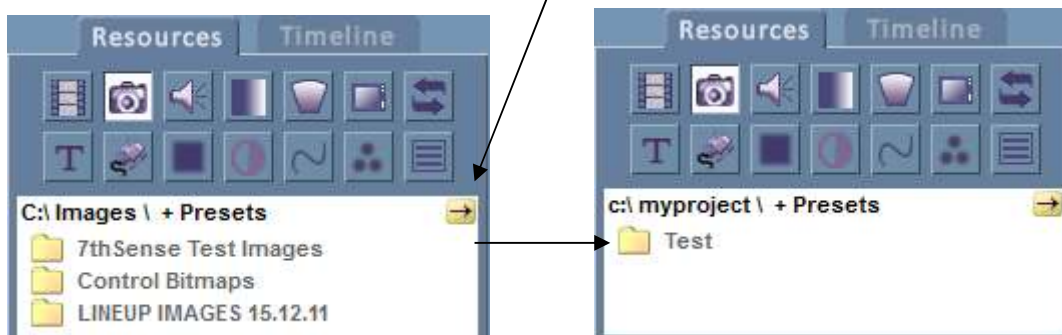 Resources Timeline
T
C:\ Images \ + Presets
7thSense Test Images
Control Bitmaps
LINEUP IMAGES 15.12.11
Resources Timeline
T
c:\ myproject \ + Presets
Test